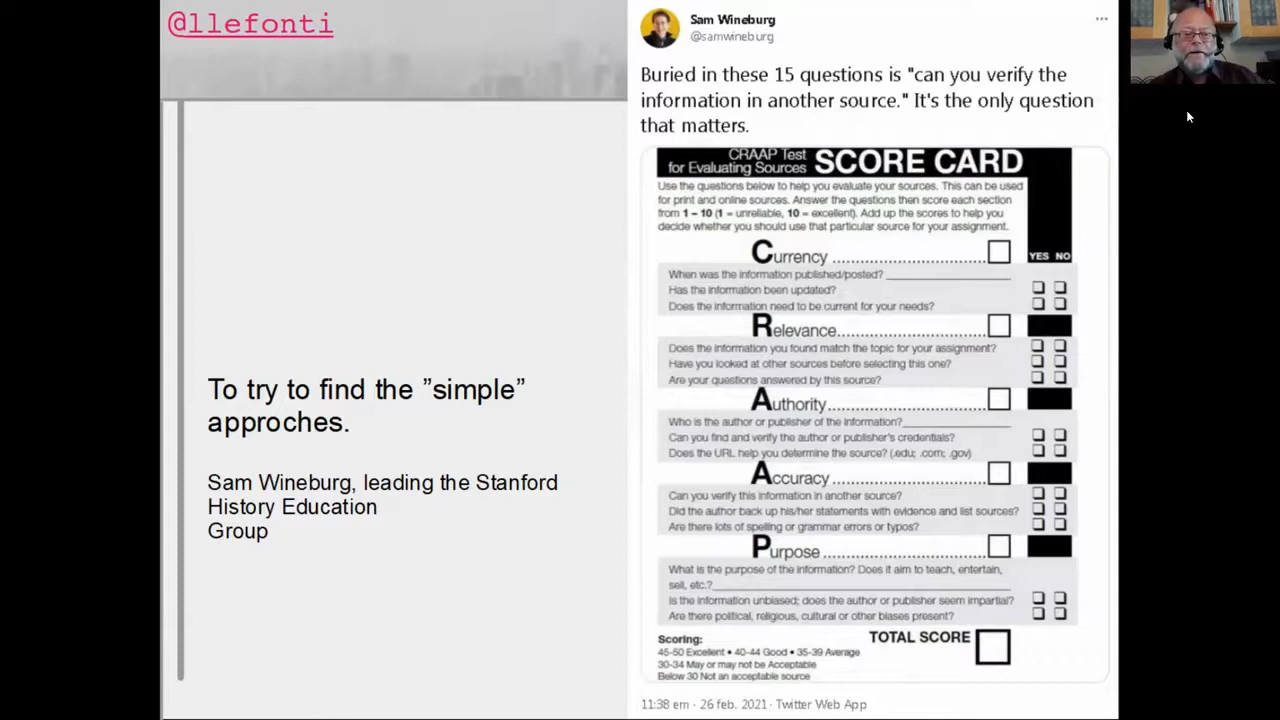 @llefonti
To try to find the ”simple”
approches.
Sam Wineburg, leading the Stanford
History Education
Group
Sam Wineburg
@samwineburg
Buried in these 15 questions is "can you verify the
information in another source." It's the only question
that matters.
CRAAP Test
for Evaluating Sources SCORE CARD
Use the questions below to help you evaluate your sources. This can be used
for print and online sources. Answer the questions then score each section
from 1 – 10 (1 = unreliable, 10 = excellent). Add up the scores to help you
decide whether you should use that particular source for your assignment.
YES NO
Currency
When was the information published/posted?
Has the information been updated?
Does the information need to be current for your needs?
Relevance
Does the information you found match the topic for your assignment?
Have you looked at other sources before selecting this one?
Are your questions answered by this source?
Authority
Who is the author or publisher of the information?
Can you find and verify the author or publisher's credentials?
Does the URL help you determine the source? (.edu; .com; .gov)
Accuracy
Can you verify this information in another source?
Did the author back up his/her statements with evidence and list sources?
Are there lots of spelling or grammar errors or typos?
Purpose
What is the purpose of the information? Does it aim to teach, entertain,
sell, etc.?
Is the information unbiased; does the author or publisher seem impartial?
Are there political, religious, cultural or other biases present?
TOTAL SCORE
Scoring:
45-50 Excellent • 40-44 Good • 35-39 Average
30-34 May or may not be Acceptable
Below 30 Not an acceptable source
11:38 em · 26 feb. 2021 · Twitter Web App